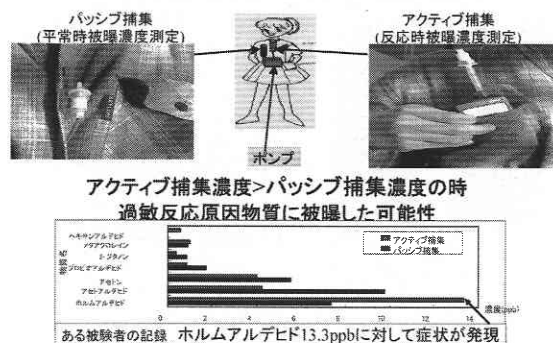 パッシブ捕集
(平常時被曝濃度測定)
アクティブ捕集
(反応時被曝濃度測定)
ポンプ
アクティブ捕集濃度>パッシブ捕集濃度の時
過敏反応原因物質に被曝した可能性
物質名
ヘキサンアルデヒド
メタアクロレイン
2-ブタノン
プロピオアルデヒド
アセトン
アセトアルデヒド
ホルムアルデヒド
アクティブ捕集
パッシブ捕集
0 2 4 6 8 10 12 14
濃度(ppb)
ある被験者の記録 ホルムアルデヒド13.3ppbに対して症状が発現